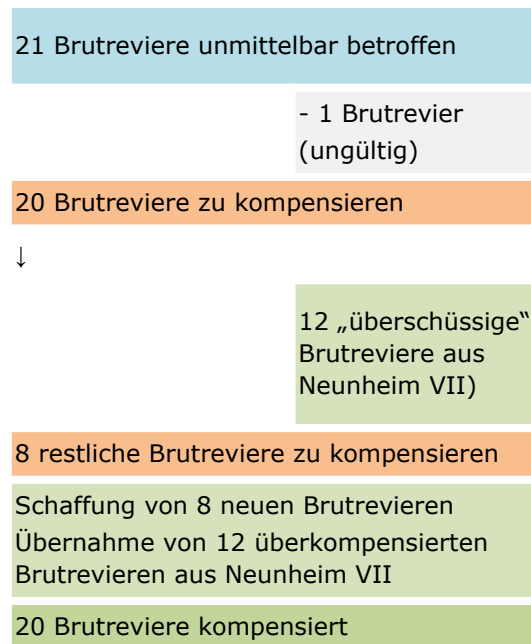 21 Brutreviere unmittelbar betroffen
- 1 Brutrevier
(ungültig)
20 Brutreviere zu kompensieren
↓
12 „überschüssige“
Brutreviere aus
Neunheim VII)
8 restliche Brutreviere zu kompensieren
Schaffung von 8 neuen Brutrevieren
Übernahme von 12 überkompensierten
Brutrevieren aus Neunheim VII
20 Brutreviere kompensiert